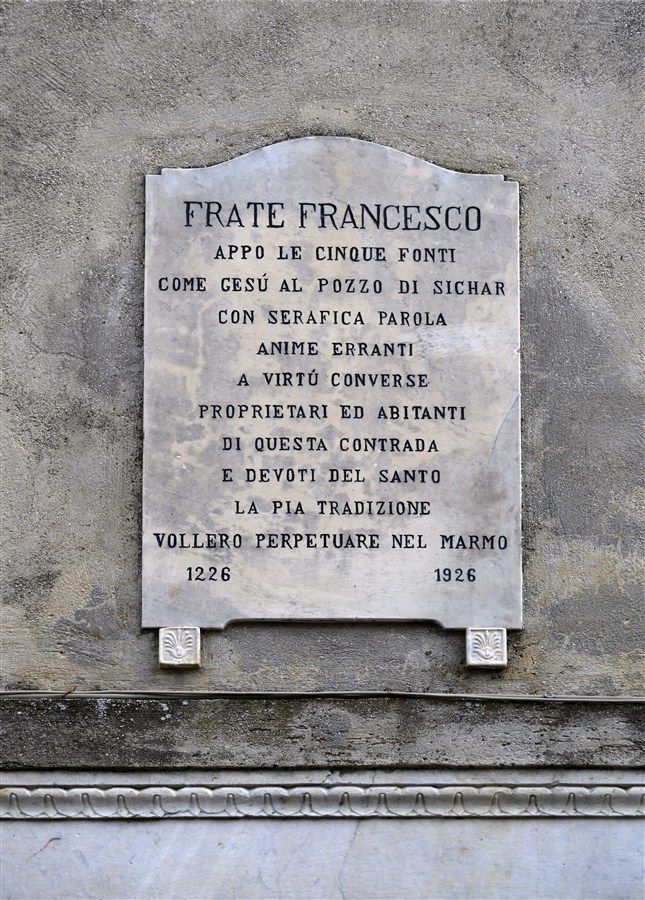 FRATE FRANCESCO
APPO LE CINQUE FONTI
COME GESÚ AL POZZO DI SICHAR
CON SERAFICA PAROLA
ANIME ERRANTI
A VIRTÚ CONVERSE
PROPRIETARI ED ABITANTI
DI QUESTA CONTRADA
E DEVOTI DEL SANTO
LA PIA TRADIZIONE
VOLLERO PERPETUARE NEL MARMO
1226 1926